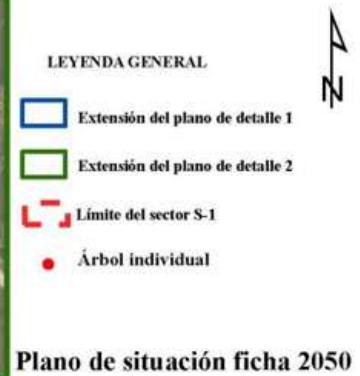 N
LEYENDA GENERAL
Extensión del plano de detalle 1
Extensión del plano de detalle 2
Límite del sector S-1
Árbol individual
Plano de situación ficha 2050